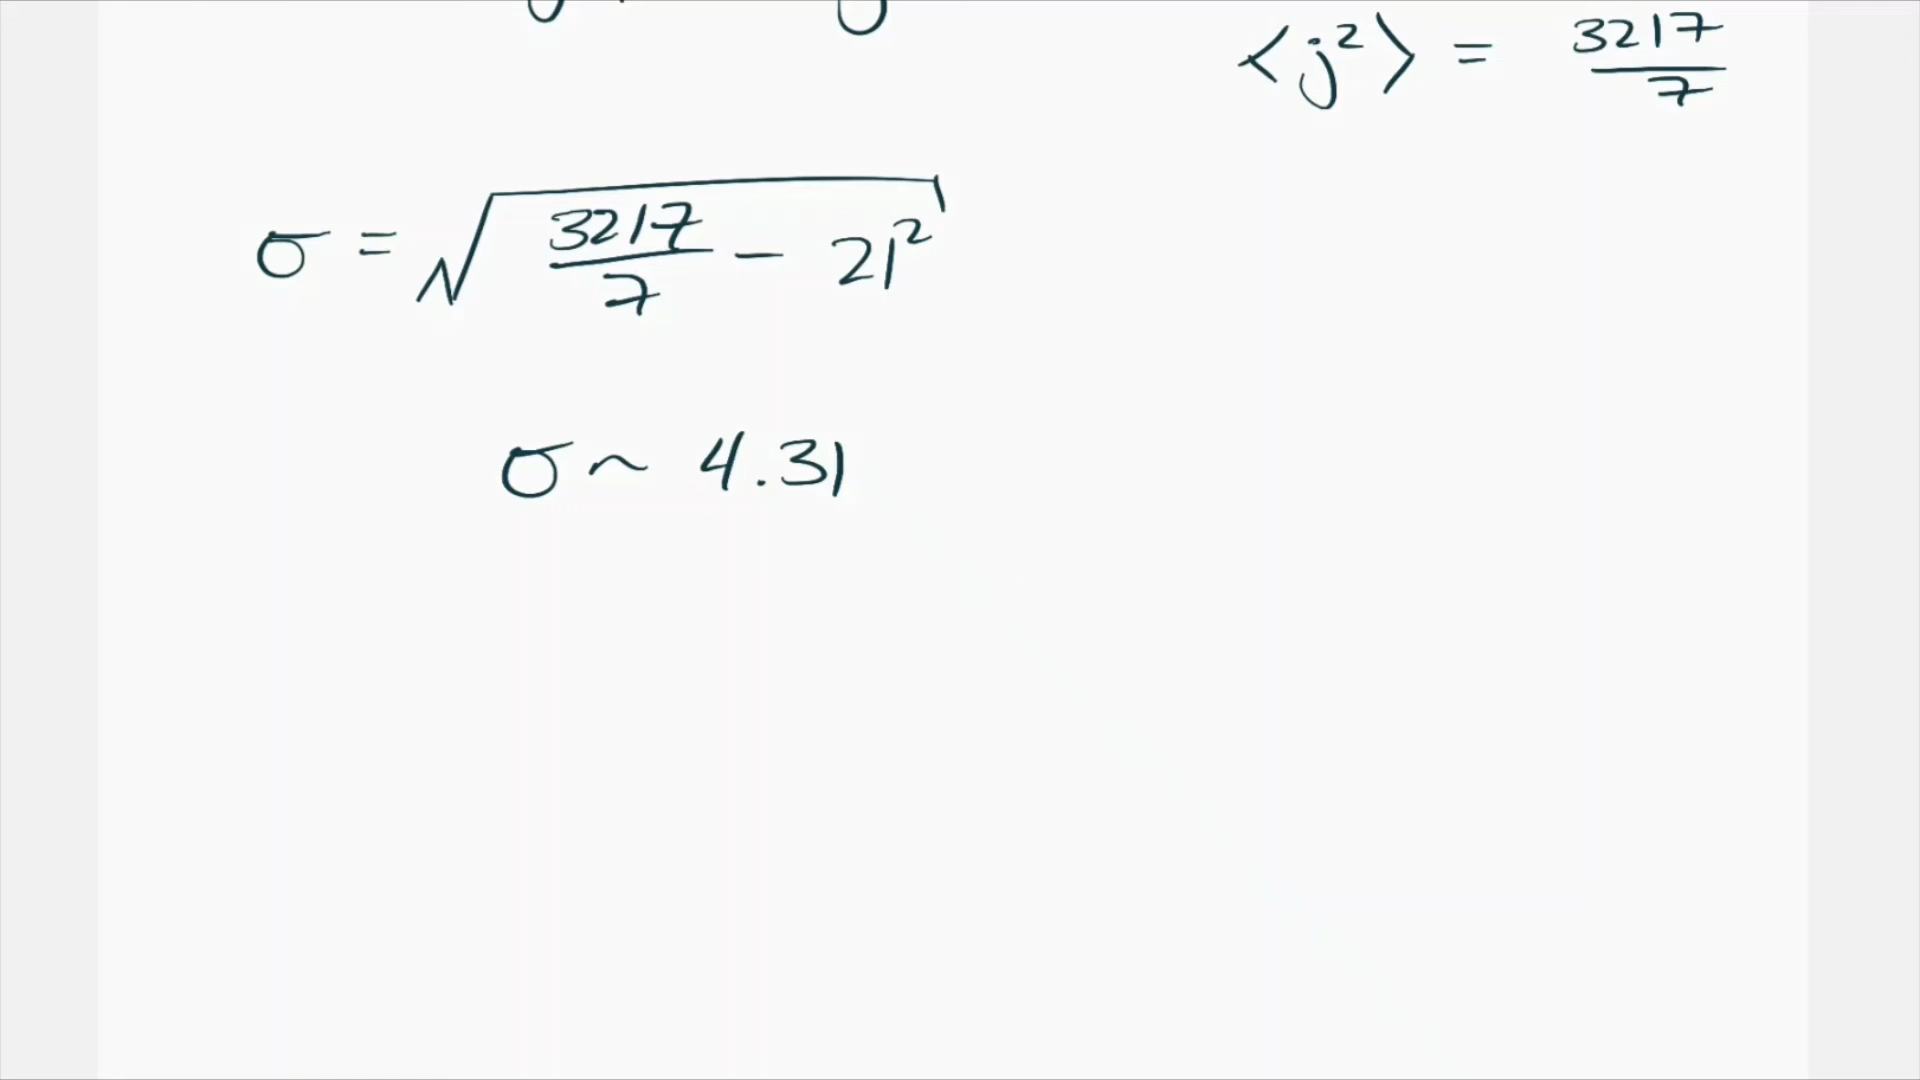 <j²> = 3217/7
σ = √(3217/7 - 21²)
σ ~ 4.31